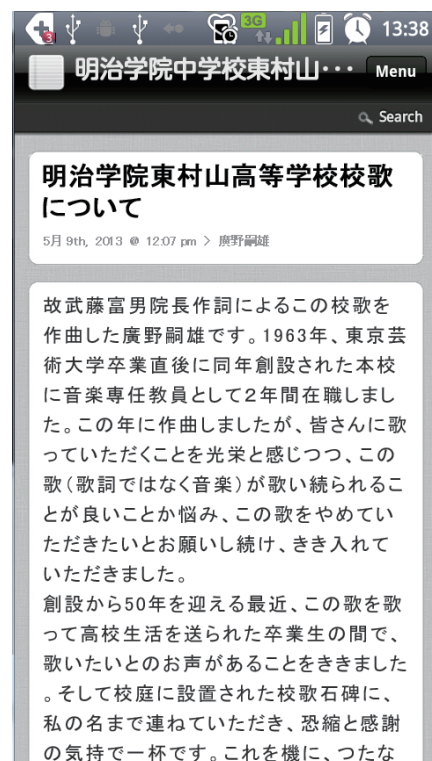 3G
13:38
明治学院中学校東村山･･･
Menu
Search
明治学院東村山高等学校校歌
について
5月 9th, 2013 @ 12:07 pm > 廣野嗣雄
故武藤富男院長作詞によるこの校歌を
作曲した廣野嗣雄です。1963年、東京芸
術大学卒業直後に同年創設された本校
に音楽専任教員として2年間在職しまし
た。この年に作曲しましたが、皆さんに歌
っていただくことを光栄と感じつつ、この
歌(歌詞ではなく音楽)が歌い続られるこ
とが良いことか悩み、この歌をやめてい
ただきたいとお願いし続け、きき入れて
いただきました。
創設から50年を迎える最近、この歌を歌
って高校生活を送られた卒業生の間で、
歌いたいとのお声があることをききました
。そして校庭に設置された校歌石碑に、
私の名まで連ねていただき、恐縮と感謝
の気持で一杯です。これを機に、つたな